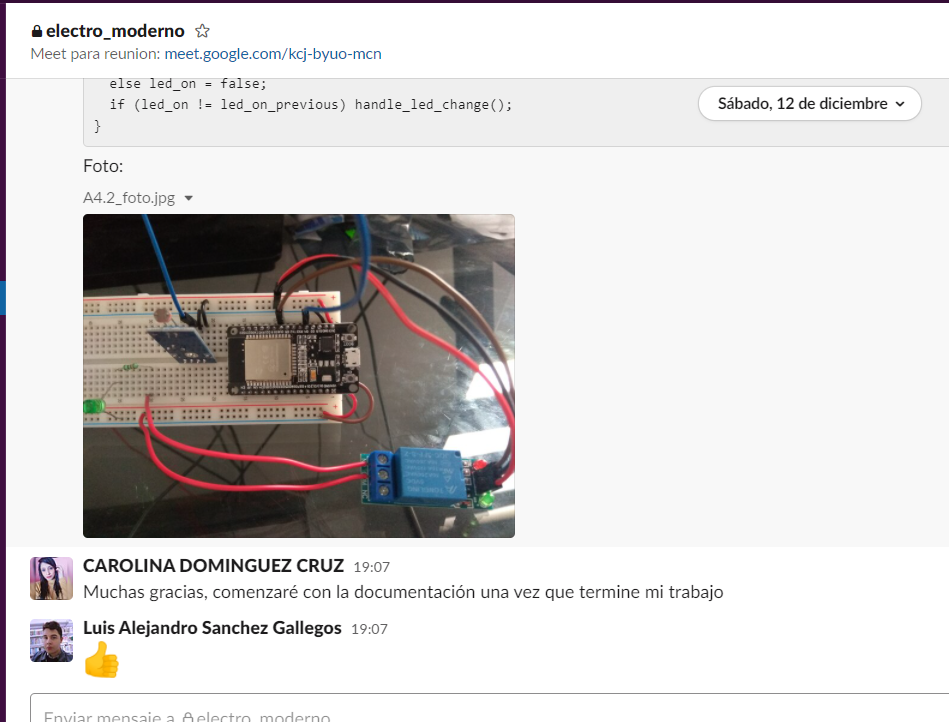 electro_moderno
Meet para reunion: meet.google.com/kcj-byuo-mcn
else led_on = false;
if (led_on != led_on_previous) handle_led_change();
}
Sábado, 12 de diciembre
Foto:
A4.2_foto.jpg
CAROLINA DOMINGUEZ CRUZ 19:07
Muchas gracias, comenzaré con la documentación una vez que termine mi trabajo
Luis Alejandro Sanchez Gallegos 19:07
Enviar mensaje a electro_moderno